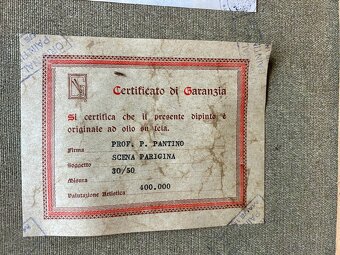 Certificato di Garanzia
Si certifica che il presente dipinto è
originale ad olio su tela.
Firma PROF. P. PANTINO
Soggetto SCENA PARIGINA
Misura 30/50
Valutazione Artistica 400.000